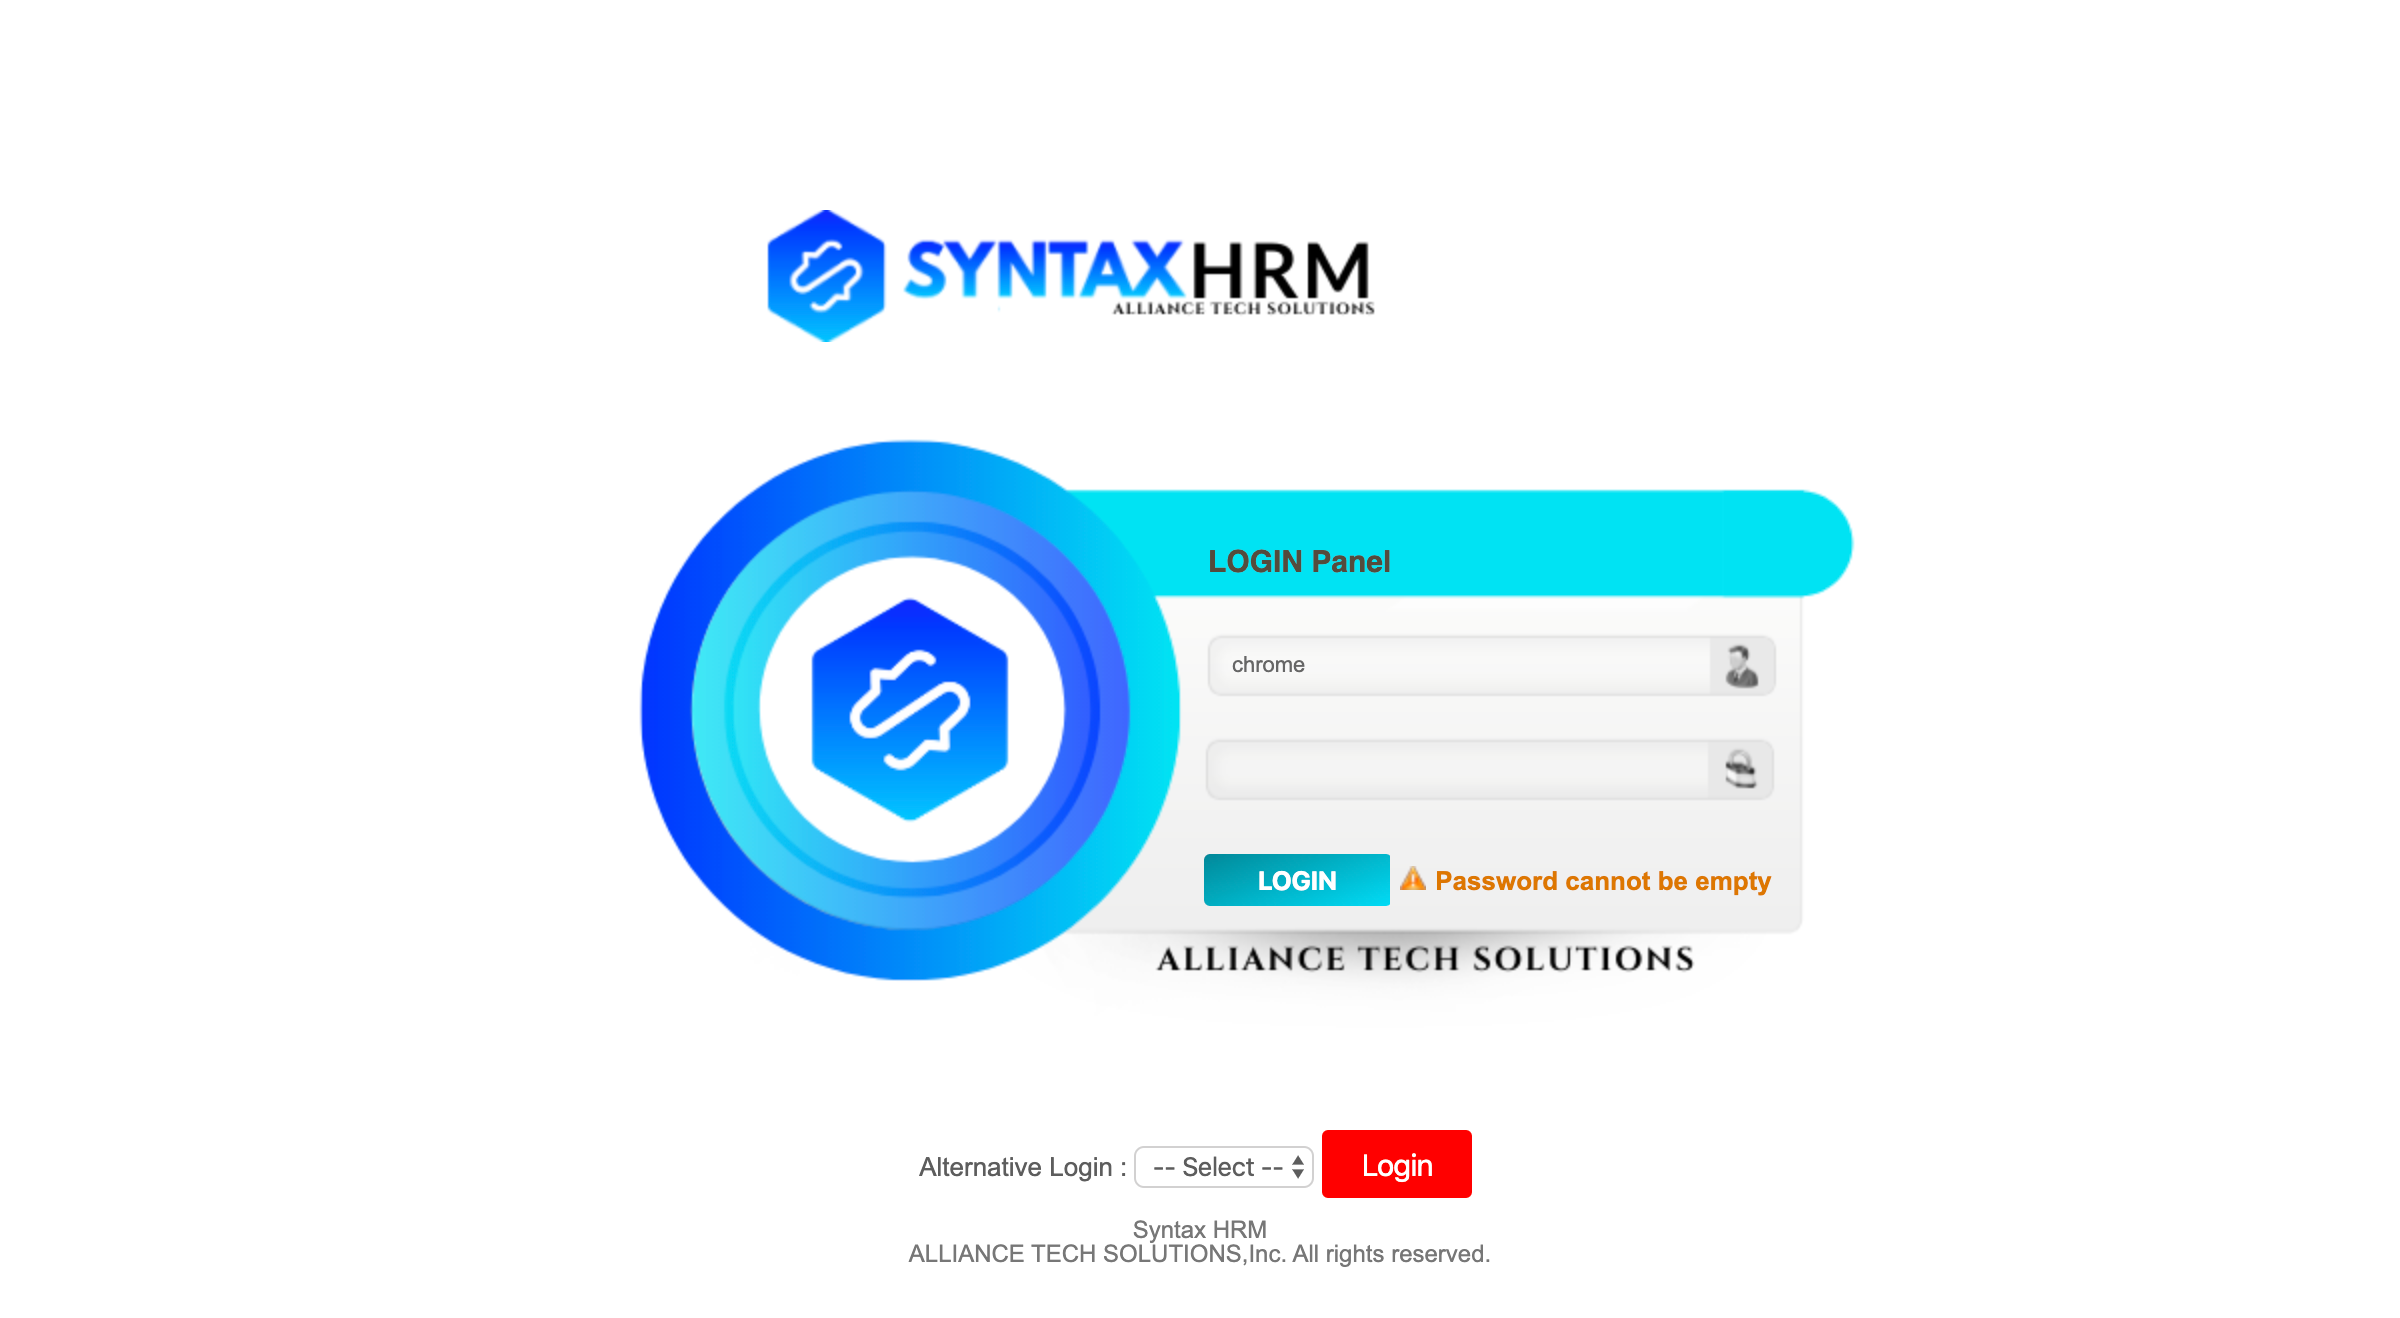 SYNTAXHRM
ALLIANCE TECH SOLUTIONS
LOGIN Panel
chrome
LOGIN Password cannot be empty
ALLIANCE TECH SOLUTIONS
Alternative Login : -- Select -- Login
Syntax HRM
ALLIANCE TECH SOLUTIONS,Inc. All rights reserved.